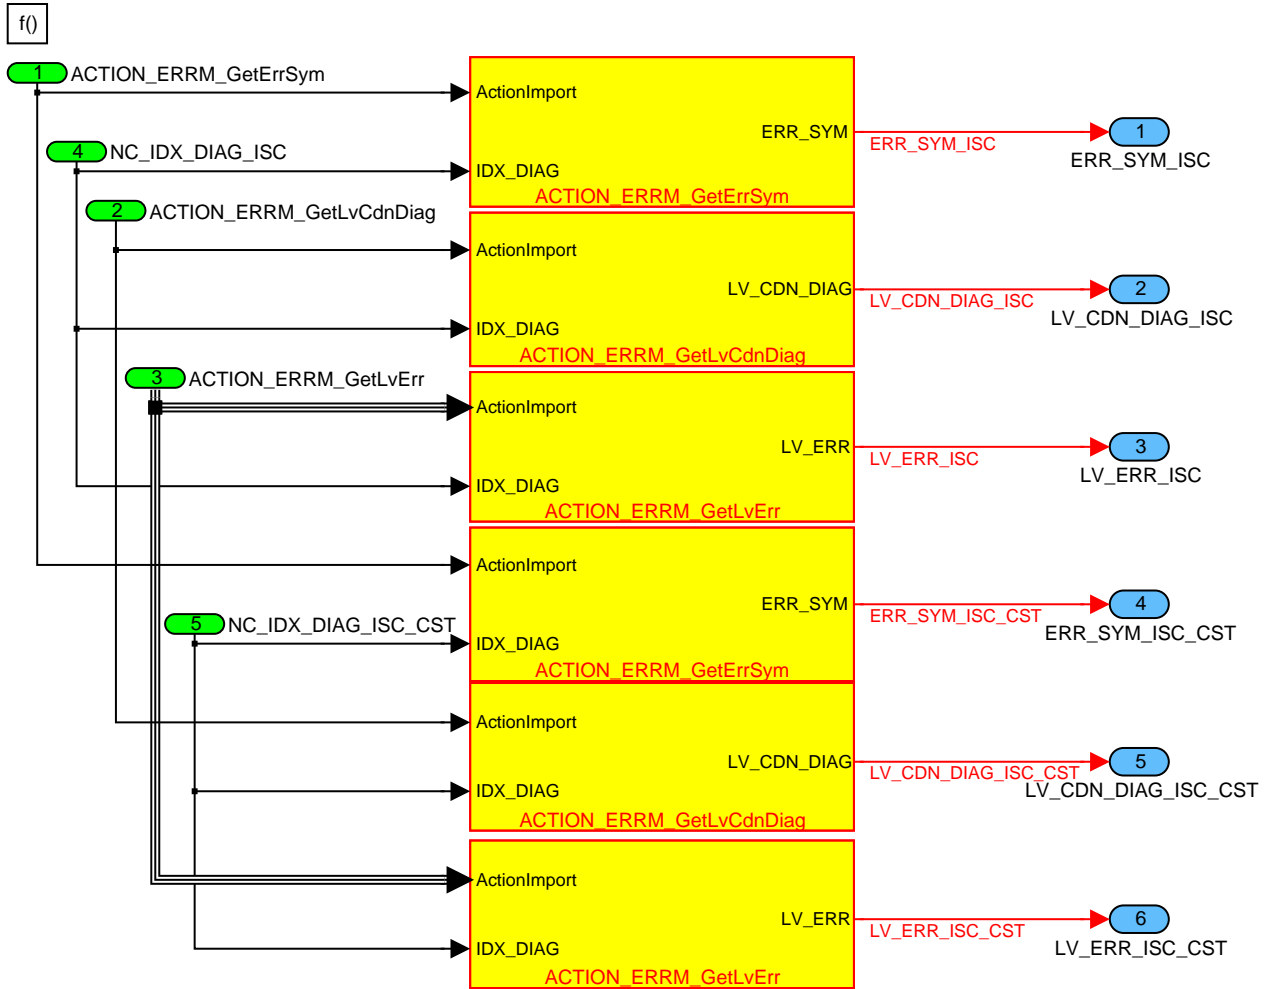 f()
1 ACTION_ERRM_GetErrSym
ActionImport
ERR_SYM
ERR_SYM_ISC
1
ERR_SYM_ISC
4 NC_IDX_DIAG_ISC
IDX_DIAG
ACTION_ERRM_GetErrSym
2 ACTION_ERRM_GetLvCdnDiag
ActionImport
LV_CDN_DIAG
LV_CDN_DIAG_ISC
2
LV_CDN_DIAG_ISC
IDX_DIAG
ACTION_ERRM_GetLvCdnDiag
3 ACTION_ERRM_GetLvErr
ActionImport
LV_ERR
LV_ERR_ISC
3
LV_ERR_ISC
IDX_DIAG
ACTION_ERRM_GetLvErr
ActionImport
ERR_SYM
ERR_SYM_ISC_CST
4
ERR_SYM_ISC_CST
5 NC_IDX_DIAG_ISC_CST
IDX_DIAG
ACTION_ERRM_GetErrSym
ActionImport
LV_CDN_DIAG
LV_CDN_DIAG_ISC_CST
5
LV_CDN_DIAG_ISC_CST
IDX_DIAG
ACTION_ERRM_GetLvCdnDiag
ActionImport
LV_ERR
LV_ERR_ISC_CST
6
LV_ERR_ISC_CST
IDX_DIAG
ACTION_ERRM_GetLvErr